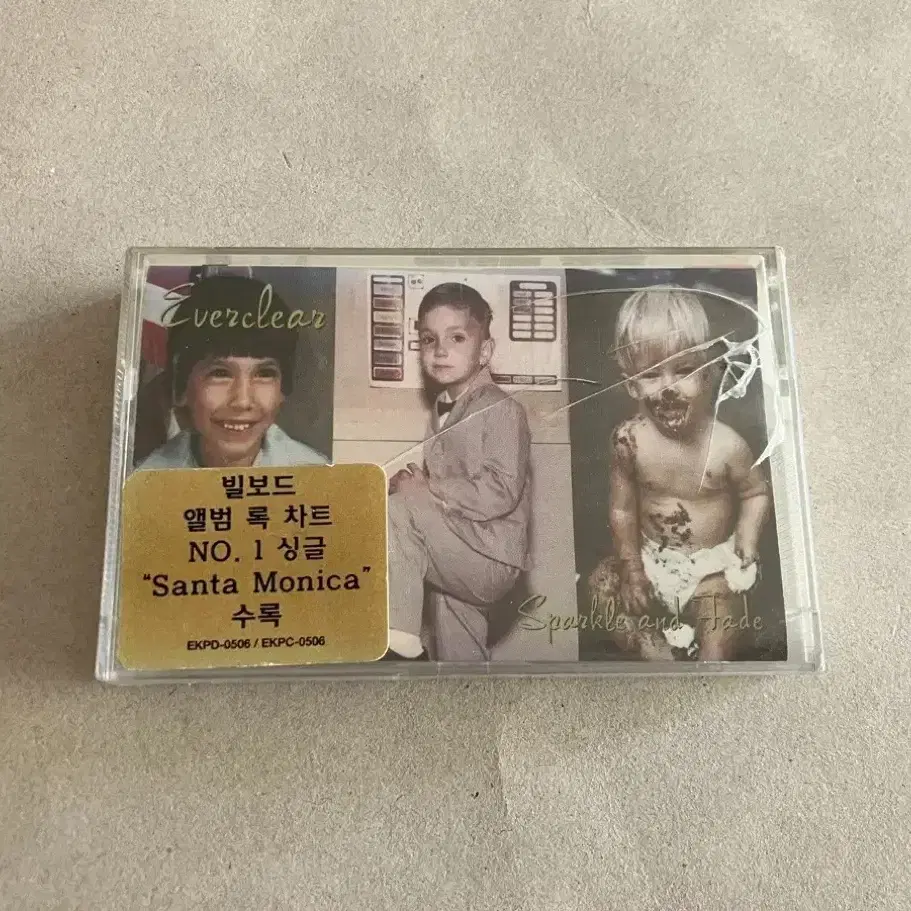 Everclear
빌보드
앨범 록 차트
NO. 1 싱글
“Santa Monica”
수록
EKPD-0506 / EKPC-0506
Sparkle and Fade